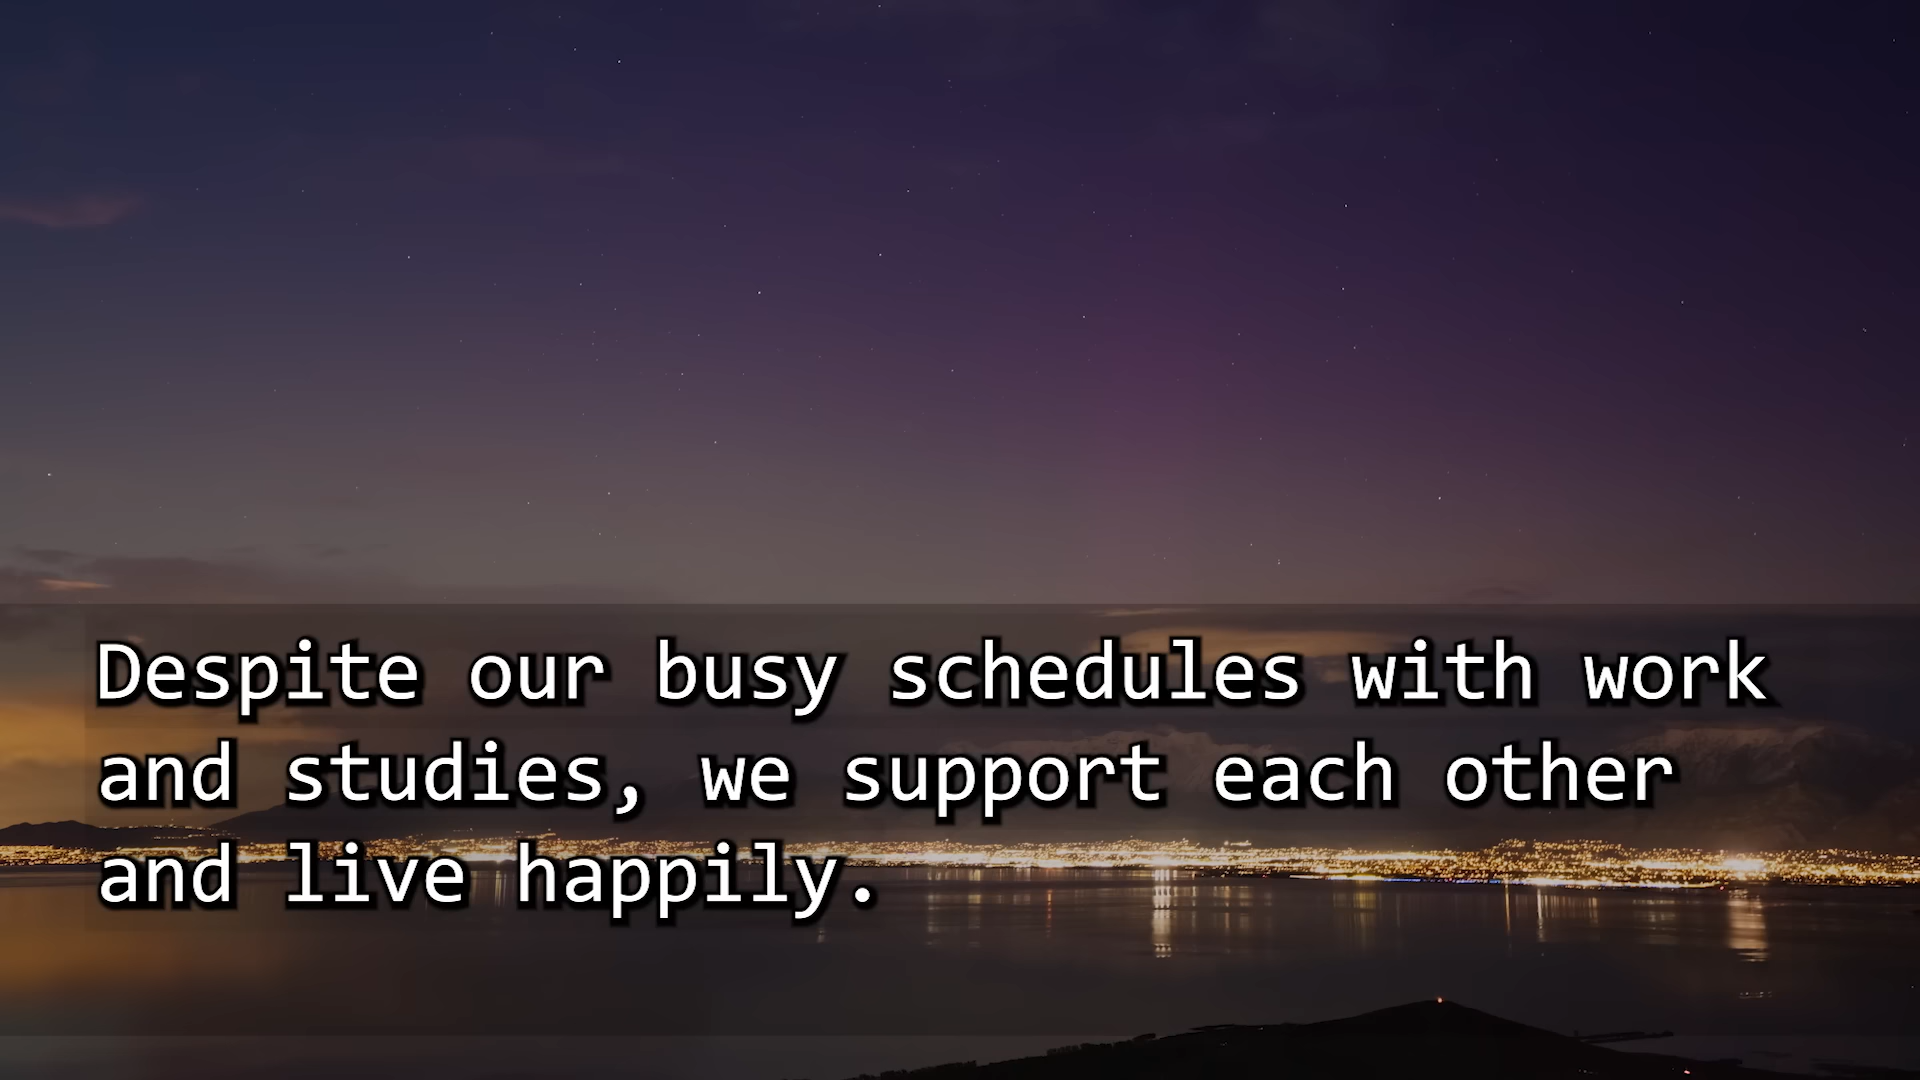 Despite our busy schedules with work
and studies, we support each other
and live happily.